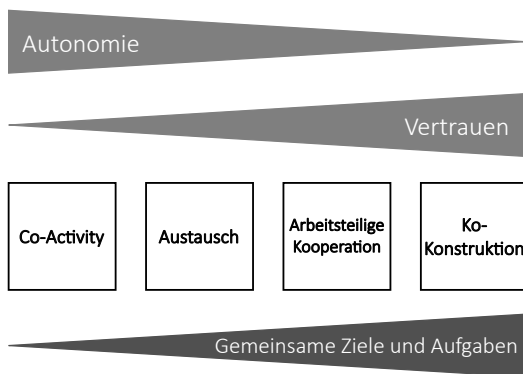 Autonomie
Vertrauen
Co-Activity
Austausch
Arbeitsteilige
Kooperation
Ko-
Konstruktion
Gemeinsame Ziele und Aufgaben